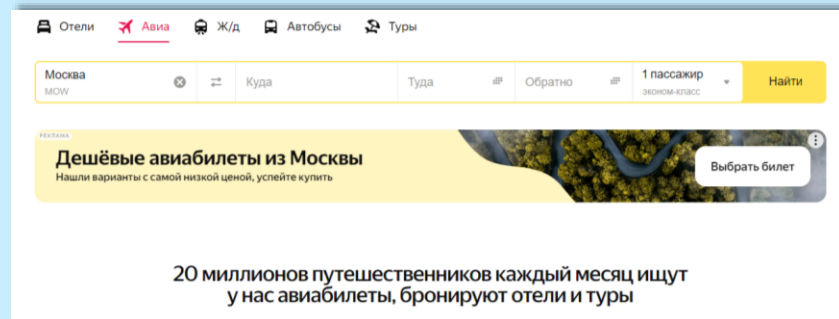 Отели Авиа Ж/д Автобусы Туры
Москва
MOW
Куда
Туда
Обратно
1 пассажир
эконом-класс
Найти
РЕКЛАМА
Дешёвые авиабилеты из Москвы
Нашли варианты с самой низкой ценой, успейте купить
Выбрать билет
20 миллионов путешественников каждый месяц ищут
у нас авиабилеты, бронируют отели и туры